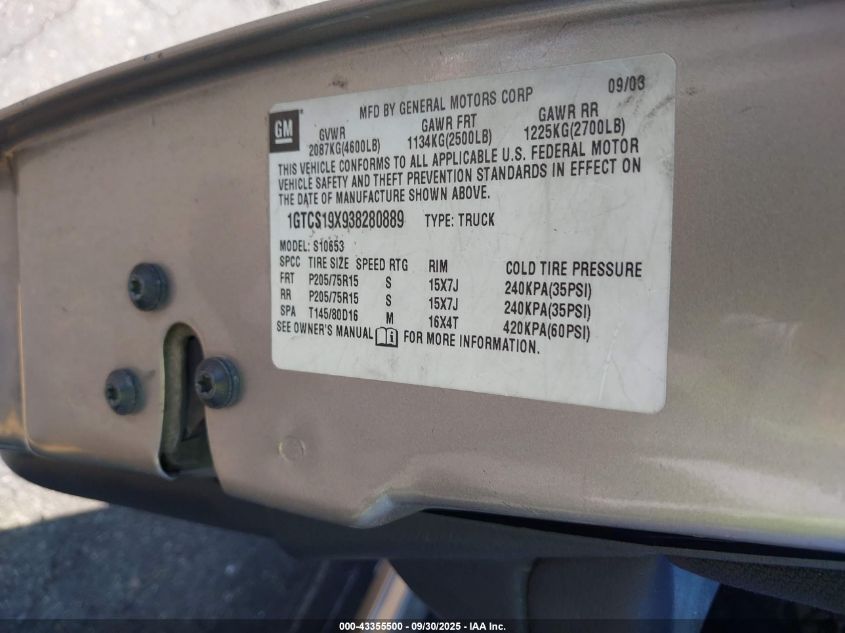 09/03
MFD BY GENERAL MOTORS CORP
GM
GVWR GAWR FRT GAWR RR
2087KG(4600LB) 1134KG(2500LB) 1225KG(2700LB)
THIS VEHICLE CONFORMS TO ALL APPLICABLE U.S. FEDERAL MOTOR
VEHICLE SAFETY AND THEFT PREVENTION STANDARDS IN EFFECT ON
THE DATE OF MANUFACTURE SHOWN ABOVE.
1GTCS19X938280889 TYPE: TRUCK
MODEL: S10653
SPCC TIRE SIZE SPEED RTG RIM COLD TIRE PRESSURE
FRT P205/75R15 S 15X7J 240KPA(35PSI)
RR P205/75R15 S 15X7J 240KPA(35PSI)
SPA T145/80D16 M 16X4T 420KPA(60PSI)
SEE OWNER'S MANUAL FOR MORE INFORMATION.
000-43355500 - 09/30/2025 - IAA Inc.